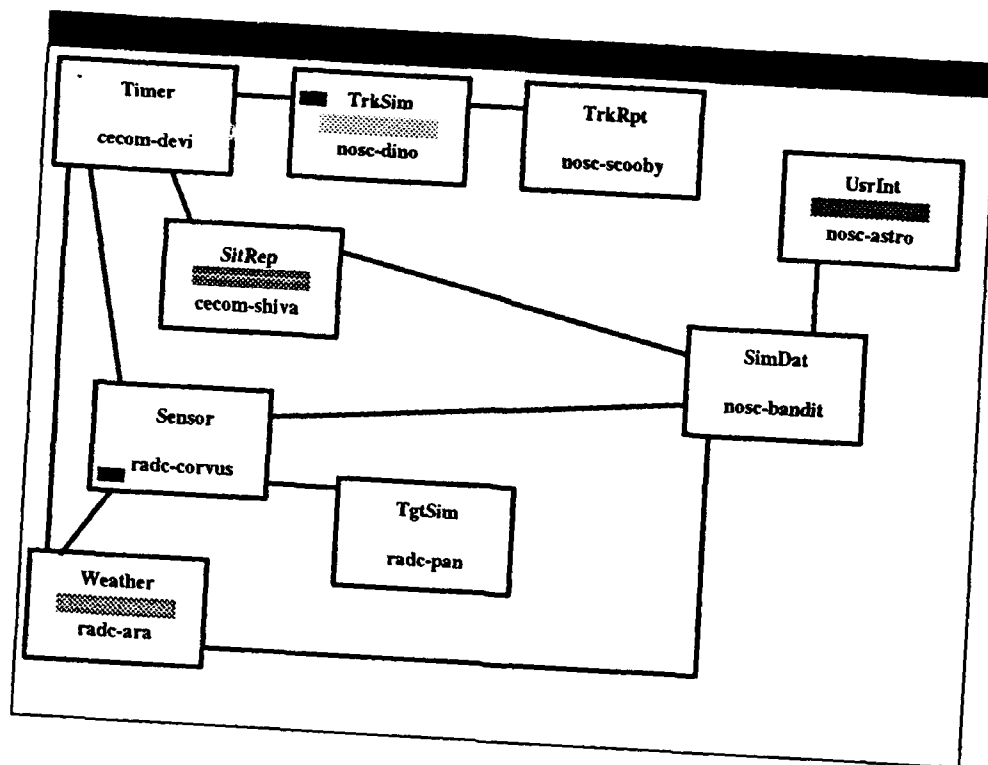 Timer
cecom-devi
TrkSim
nosc-dino
TrkRpt
nosc-scooby
UsrInt
nosc-astro
SitRep
cecom-shiva
SimDat
nosc-bandit
Sensor
radc-corvus
TgtSim
radc-pan
Weather
radc-ara